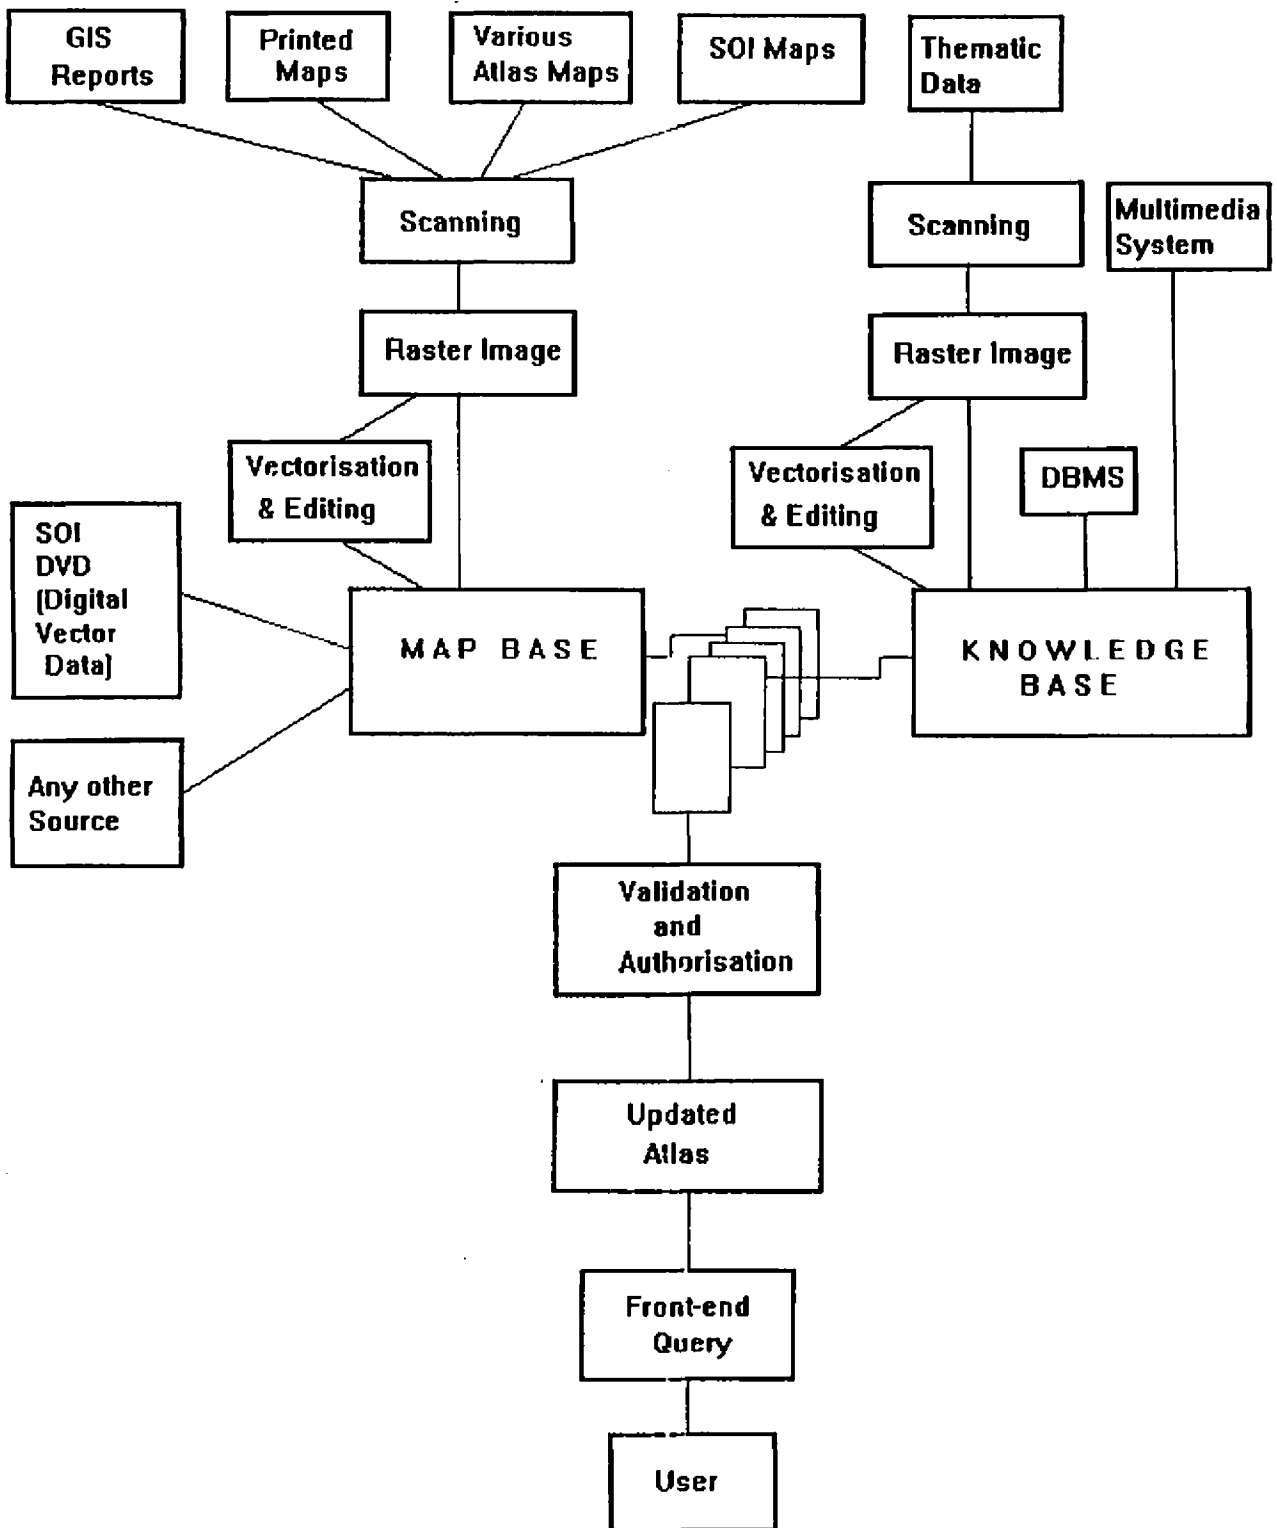 GIS
Reports
Printed
Maps
Various
Atlas Maps
SOI Maps
Thematic
Data
Scanning
Scanning
Multimedia
System
Raster Image
Raster Image
Vectorisation
& Editing
Vectorisation
& Editing
DBMS
SOI
DVD
(Digital
Vector
Data)
MAP BASE
KNOWLEDGE
BASE
Any other
Source
Validation
and
Authorisation
Updated
Atlas
Front-end
Query
User